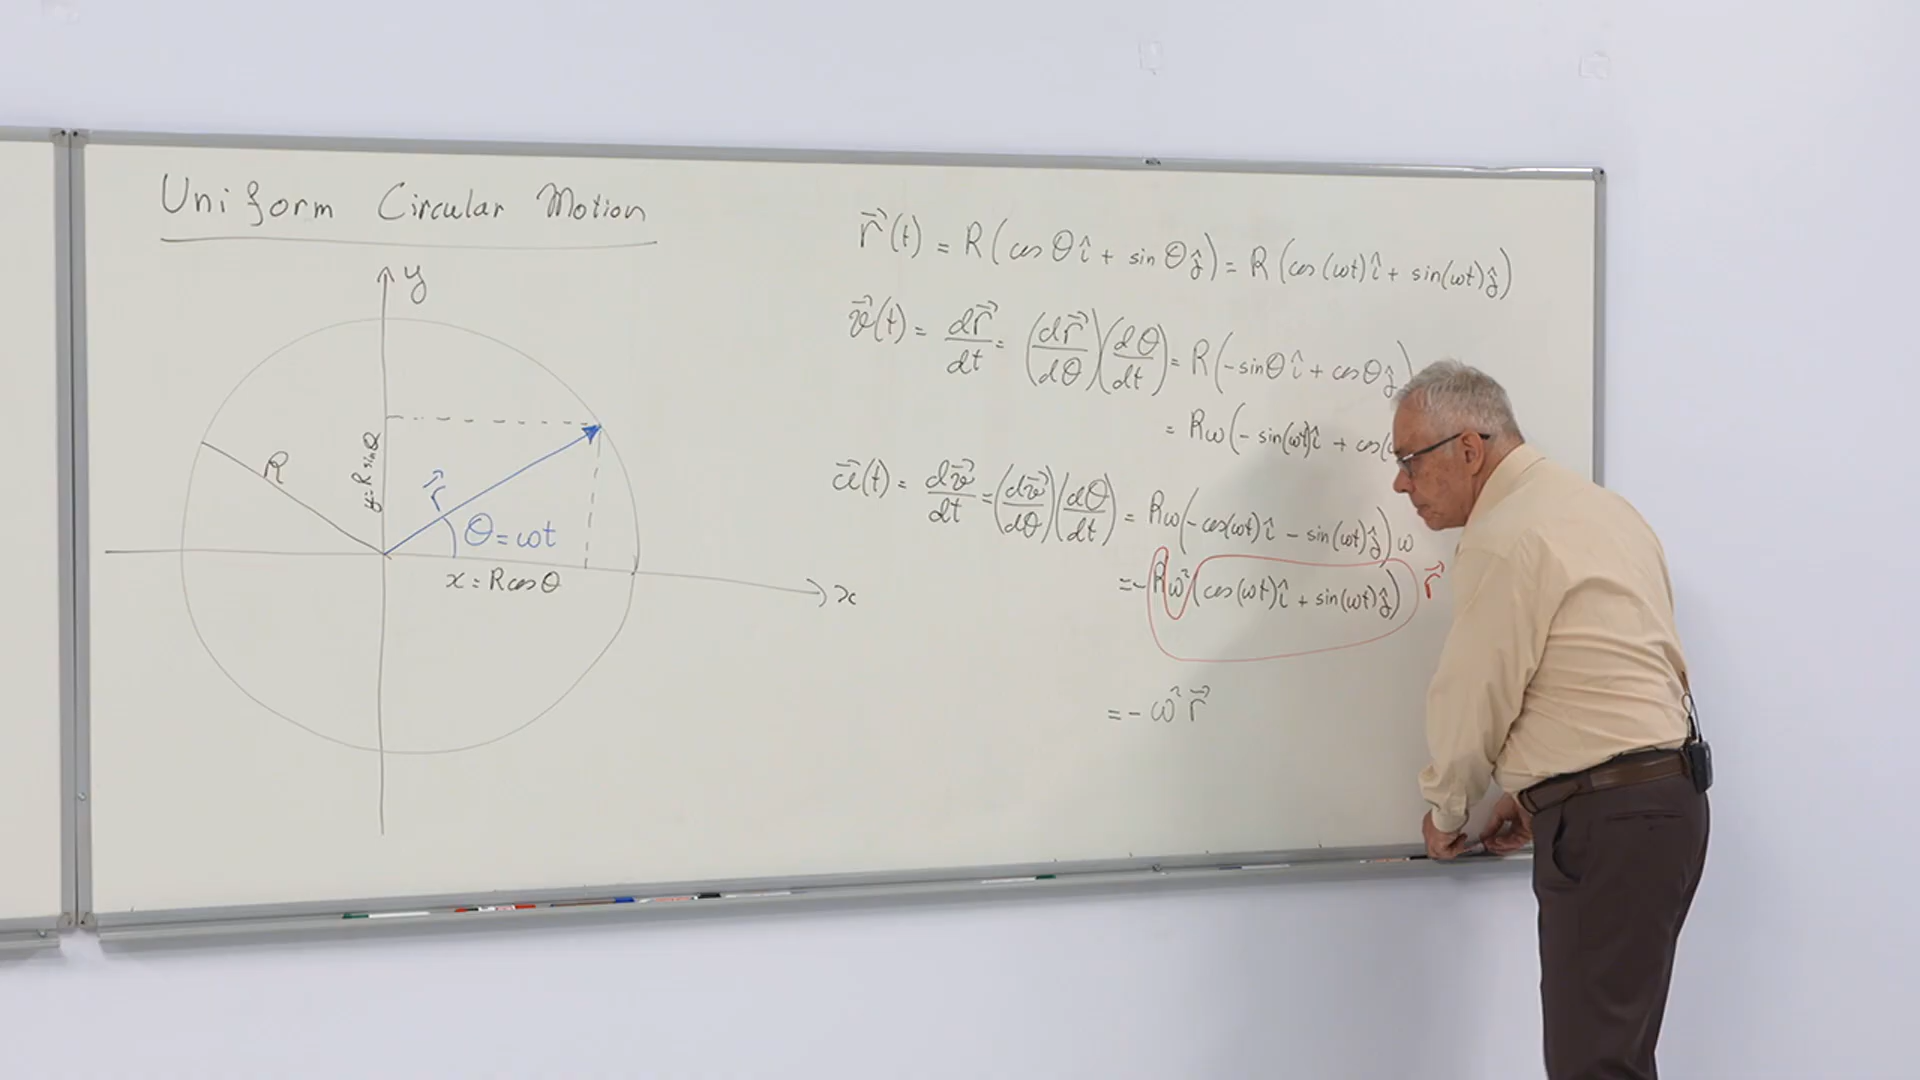 Uniform Circular Motion
y
R
y = R sin θ
r⃗
θ = ωt
x = R cos θ
x
r⃗(t) = R(cos θ î + sin θ ĵ) = R(cos(ωt) î + sin(ωt) ĵ)
v⃗(t) = dr⃗/dt = (dr⃗/dθ)(dθ/dt) = R(-sin θ î + cos θ ĵ)
= Rω(-sin(ωt) î + cos(
a⃗(t) = dv⃗/dt = (dv⃗/dθ)(dθ/dt) = Rω(-cos(ωt) î - sin(ωt) ĵ) ω
= -Rω²(cos(ωt) î + sin(ωt) ĵ) r⃗
= -ω² r⃗